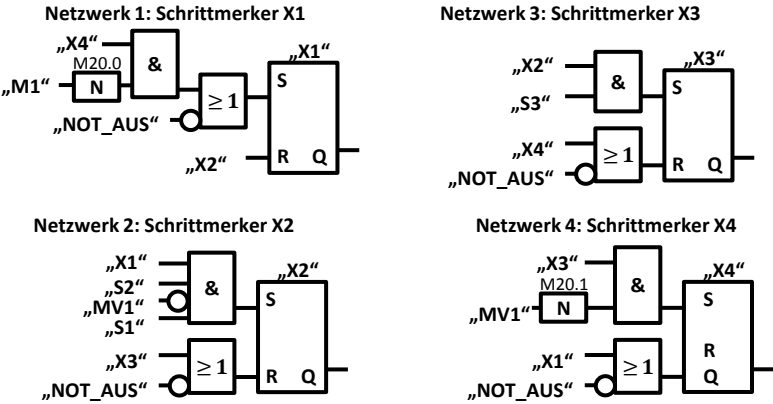 Netzwerk 1: Schrittmerker X1
„X4“
M20.0
„M1“
N
&
≥ 1
„NOT_AUS“
„X1“
S
„X2“
R Q
Netzwerk 3: Schrittmerker X3
„X2“
„S3“
&
„X3“
S
„X4“
„NOT_AUS“
≥ 1
R Q
Netzwerk 2: Schrittmerker X2
„X1“
„S2“
„MV1“
„S1“
&
„X2“
S
„X3“
„NOT_AUS“
≥ 1
R Q
Netzwerk 4: Schrittmerker X4
„X3“
M20.1
„MV1“
N
&
„X4“
S
„X1“
„NOT_AUS“
≥ 1
R
Q